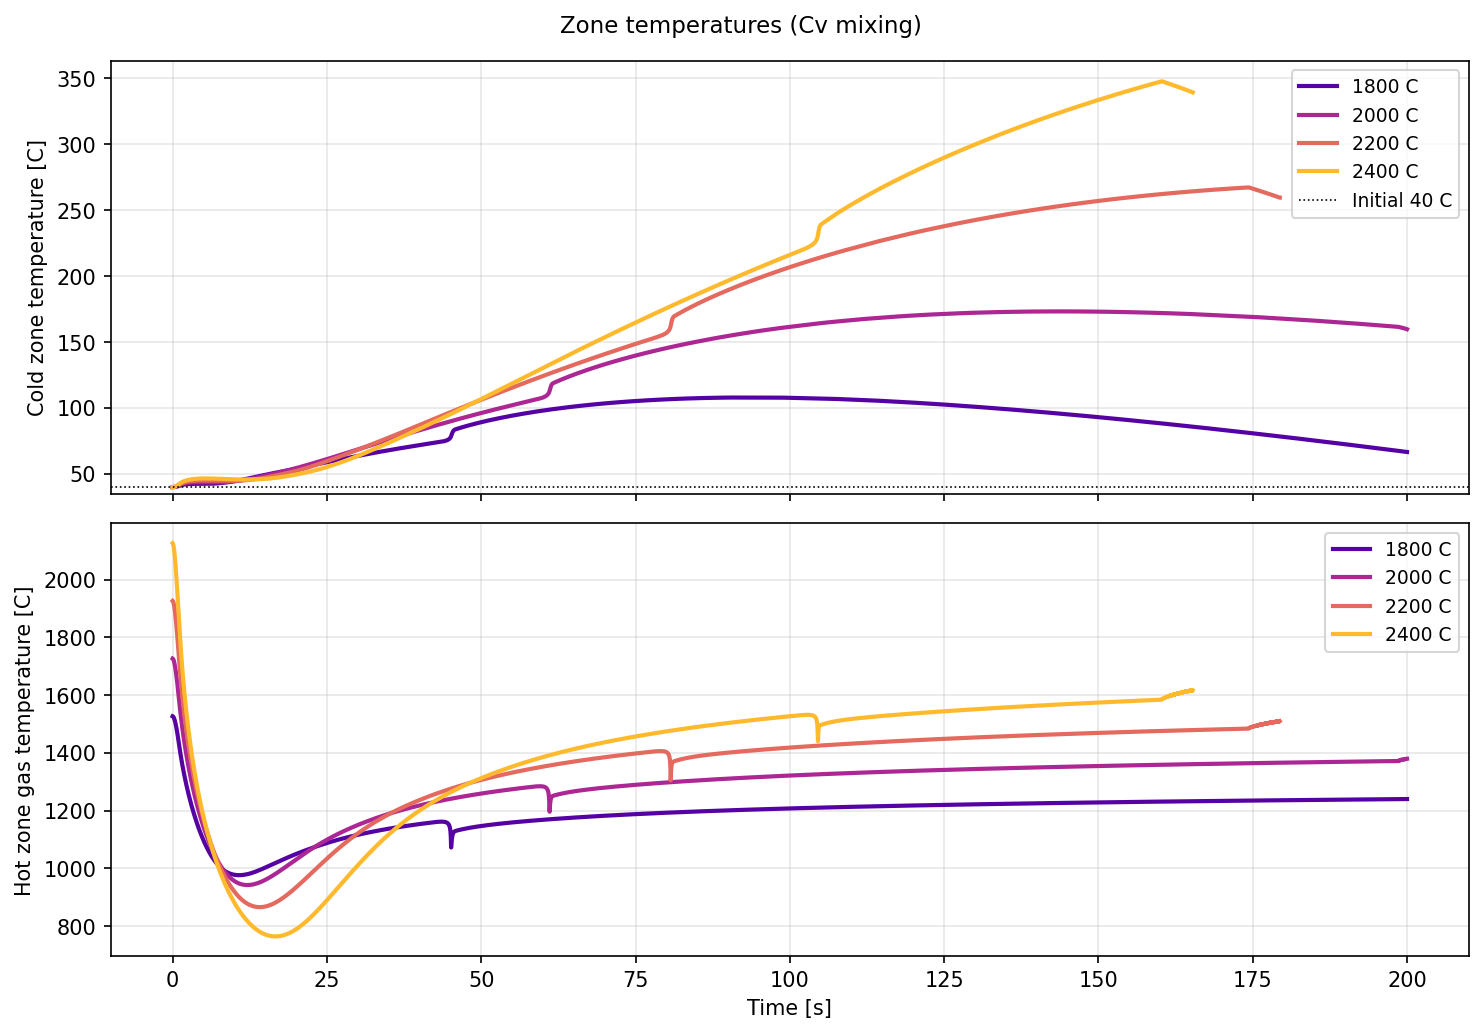 Zone temperatures (Cv mixing)
Cold zone temperature [C]
350
300
250
200
150
100
50
1800 C
2000 C
2200 C
2400 C
Initial 40 C
Hot zone gas temperature [C]
2000
1800
1600
1400
1200
1000
800
1800 C
2000 C
2200 C
2400 C
0 25 50 75 100 125 150 175 200
Time [s]